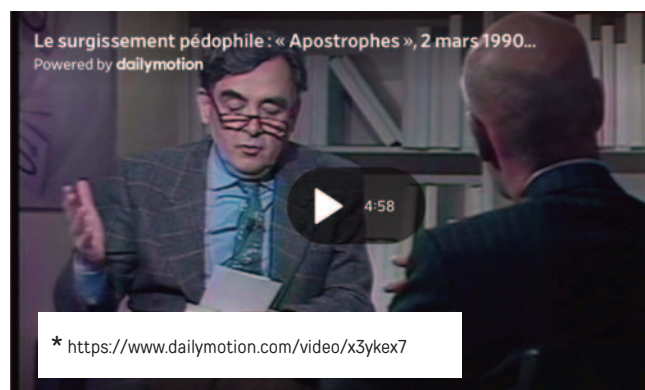 Le surgissement pédophile : « Apostrophes », 2 mars 1990...
Powered by dailymotion
4:58
* https://www.dailymotion.com/video/x3ykex7